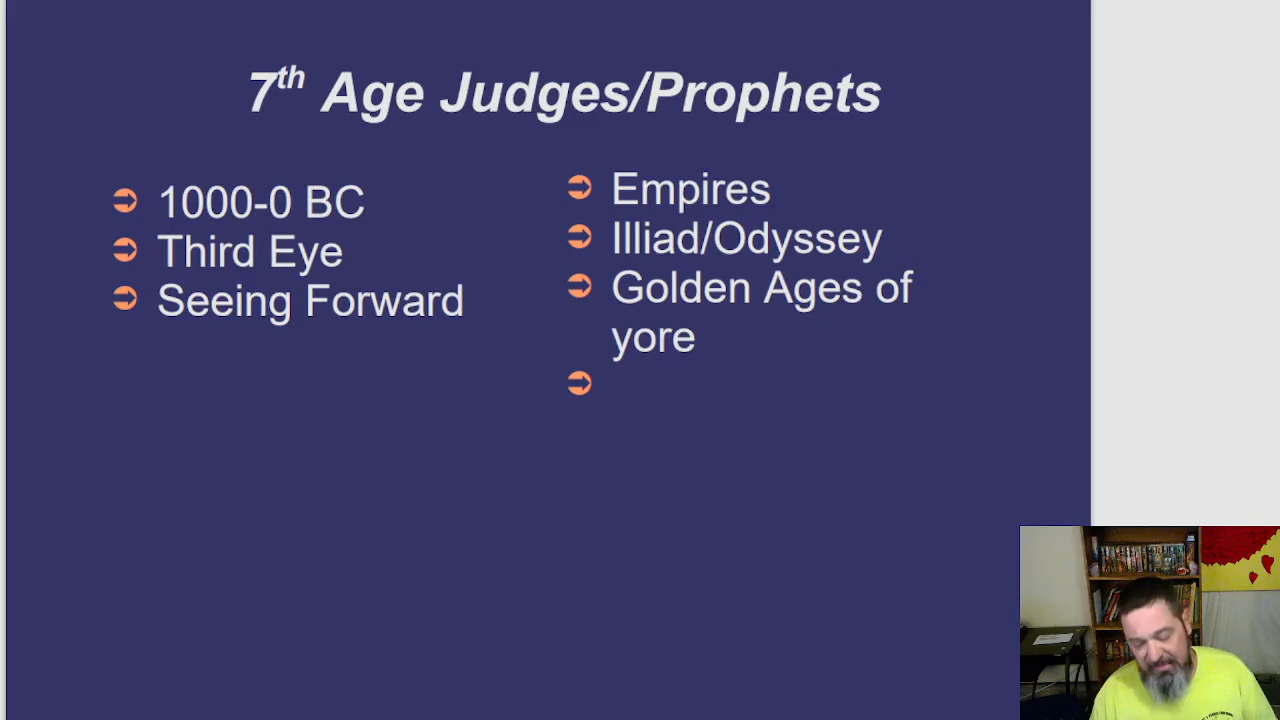 7th Age Judges/Prophets
1000-0 BC
Third Eye
Seeing Forward
Empires
Illiad/Odyssey
Golden Ages of
yore